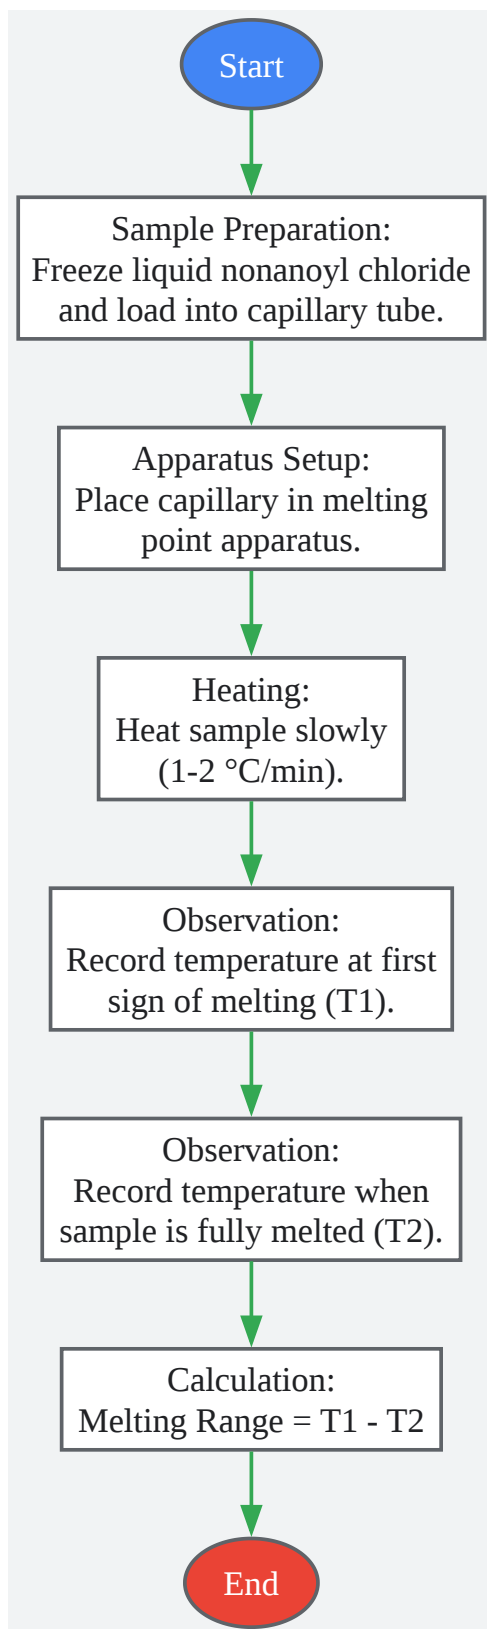 Start
Sample Preparation:
Freeze liquid nonanoyl chloride
and load into capillary tube.
Apparatus Setup:
Place capillary in melting
point apparatus.
Heating:
Heat sample slowly
(1-2 °C/min).
Observation:
Record temperature at first
sign of melting (T1).
Observation:
Record temperature when
sample is fully melted (T2).
Calculation:
Melting Range = T1 - T2
End